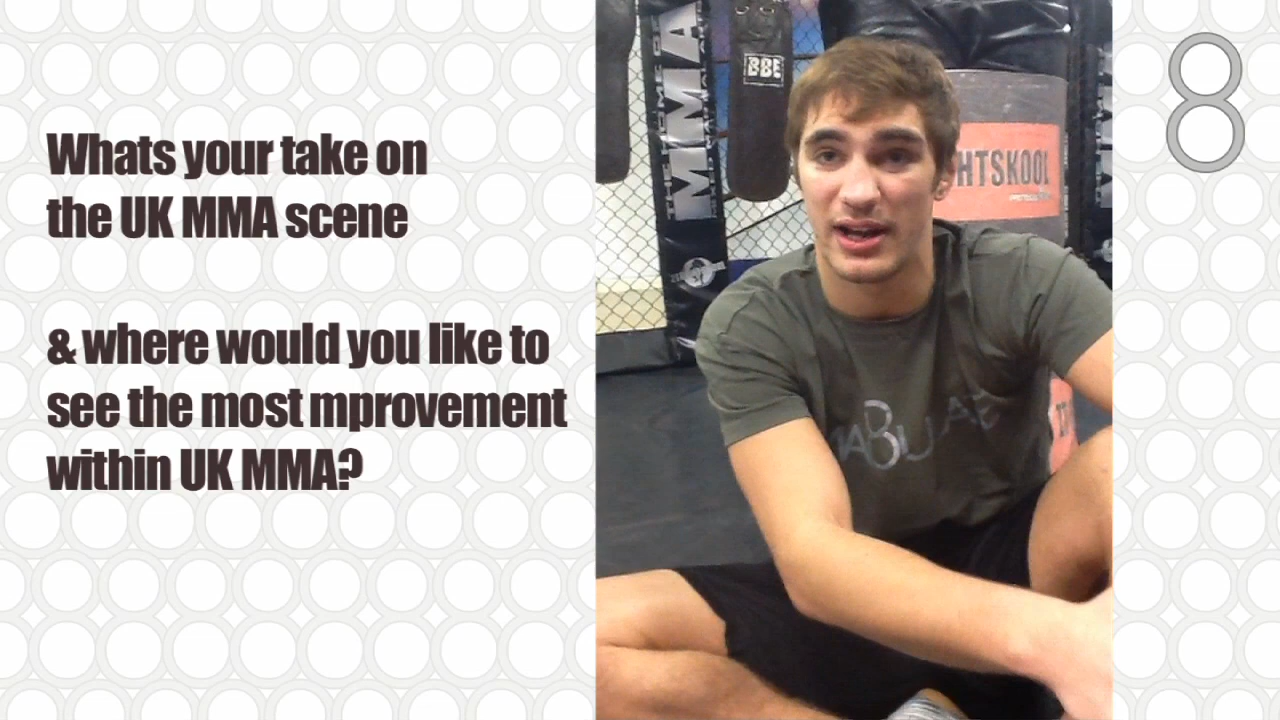 Whats your take on
the UK MMA scene
& where would you like to
see the most mprovement
within UK MMA?
8
MMA
BBE
HTSKOOL